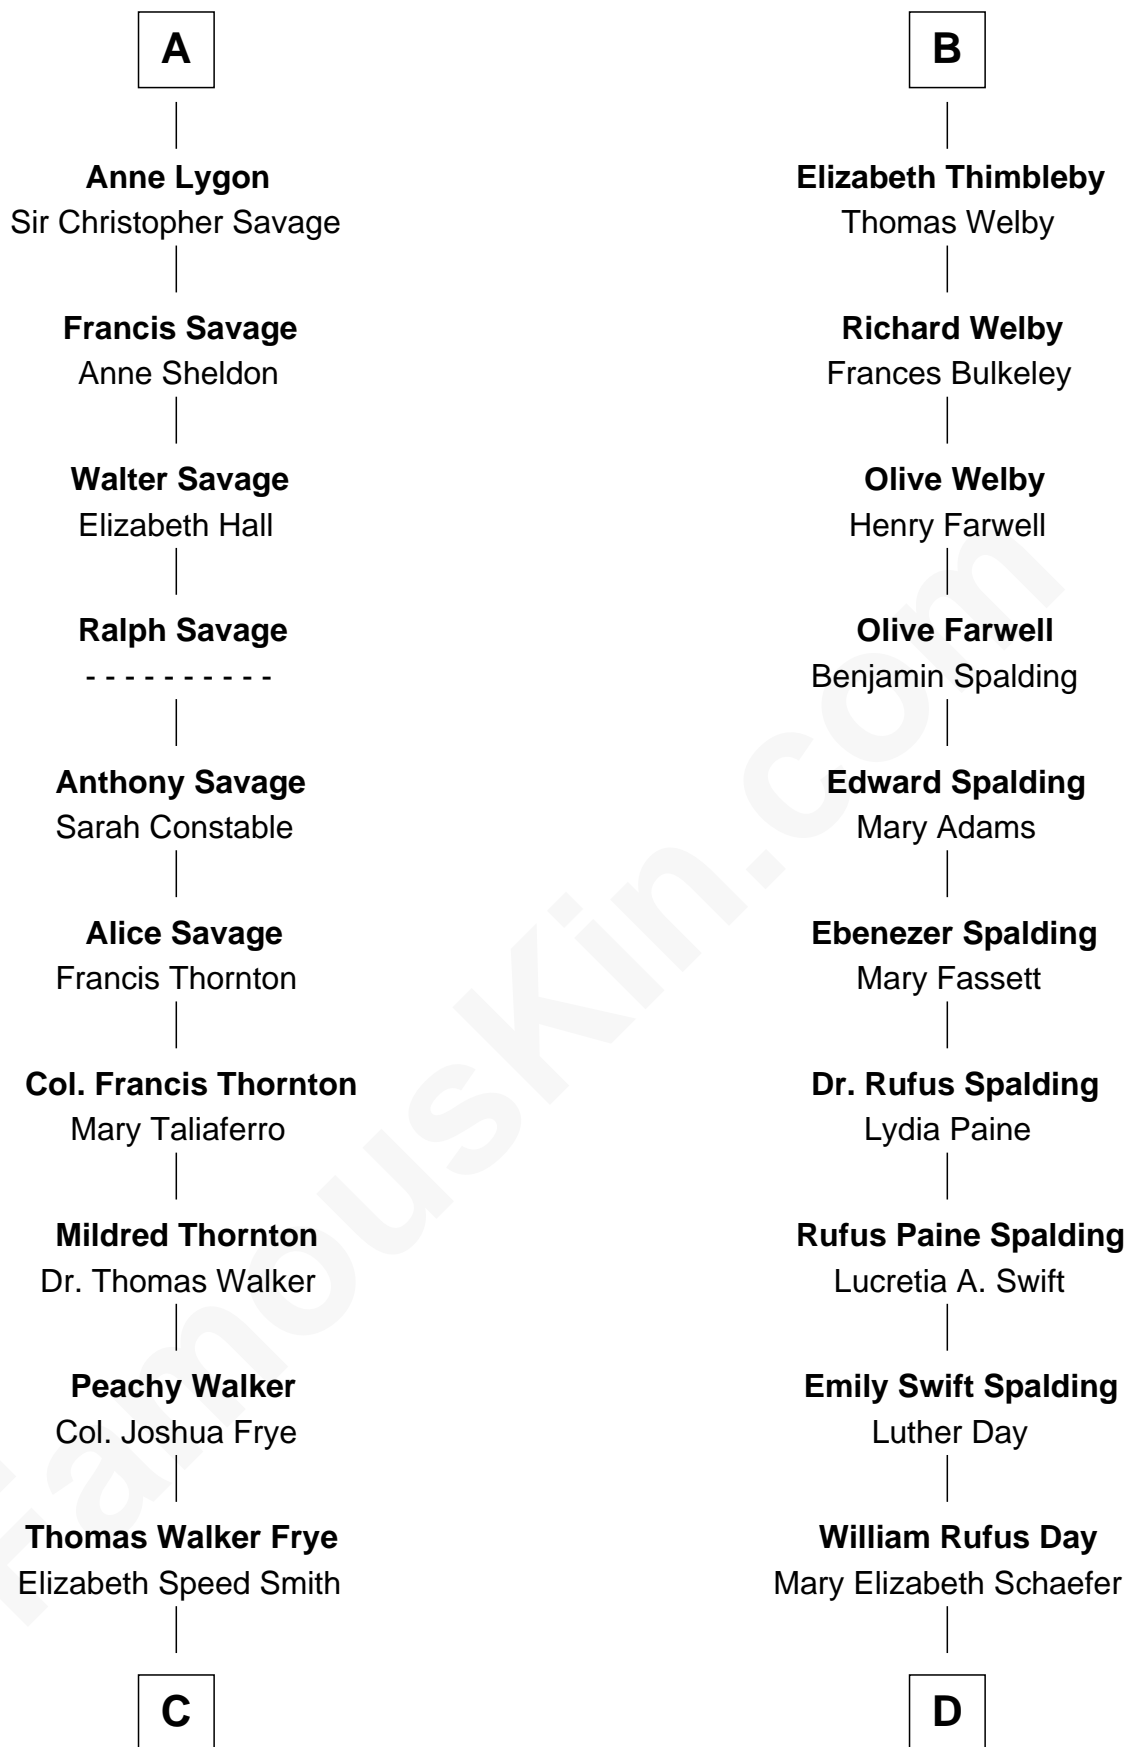 A
Anne Lygon
Sir Christopher Savage
Francis Savage
Anne Sheldon
Walter Savage
Elizabeth Hall
Ralph Savage
- - - - - - - - - -
Anthony Savage
Sarah Constable
Alice Savage
Francis Thornton
Col. Francis Thornton
Mary Taliaferro
Mildred Thornton
Dr. Thomas Walker
Peachy Walker
Col. Joshua Frye
Thomas Walker Frye
Elizabeth Speed Smith
C
B
Elizabeth Thimbleby
Thomas Welby
Richard Welby
Frances Bulkeley
Olive Welby
Henry Farwell
Olive Farwell
Benjamin Spalding
Edward Spalding
Mary Adams
Ebenezer Spalding
Mary Fassett
Dr. Rufus Spalding
Lydia Paine
Rufus Paine Spalding
Lucretia A. Swift
Emily Swift Spalding
Luther Day
William Rufus Day
Mary Elizabeth Schaefer
D
FamousKin.com